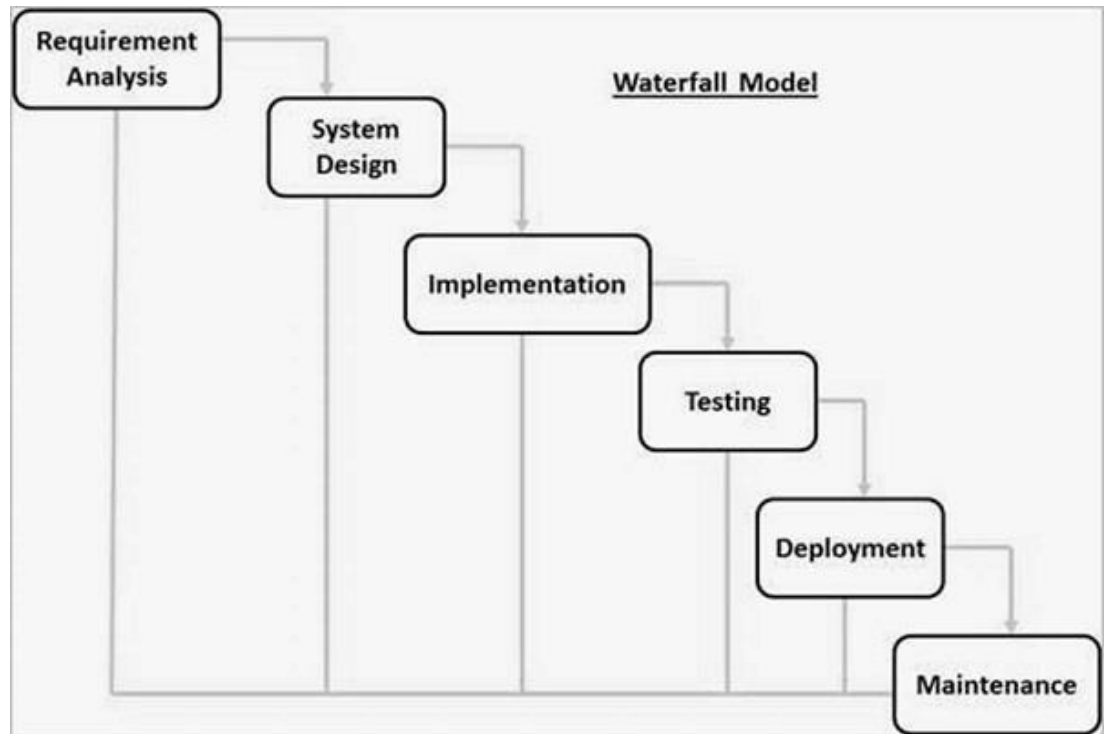 Requirement
Analysis
Waterfall Model
System
Design
Implementation
Testing
Deployment
Maintenance